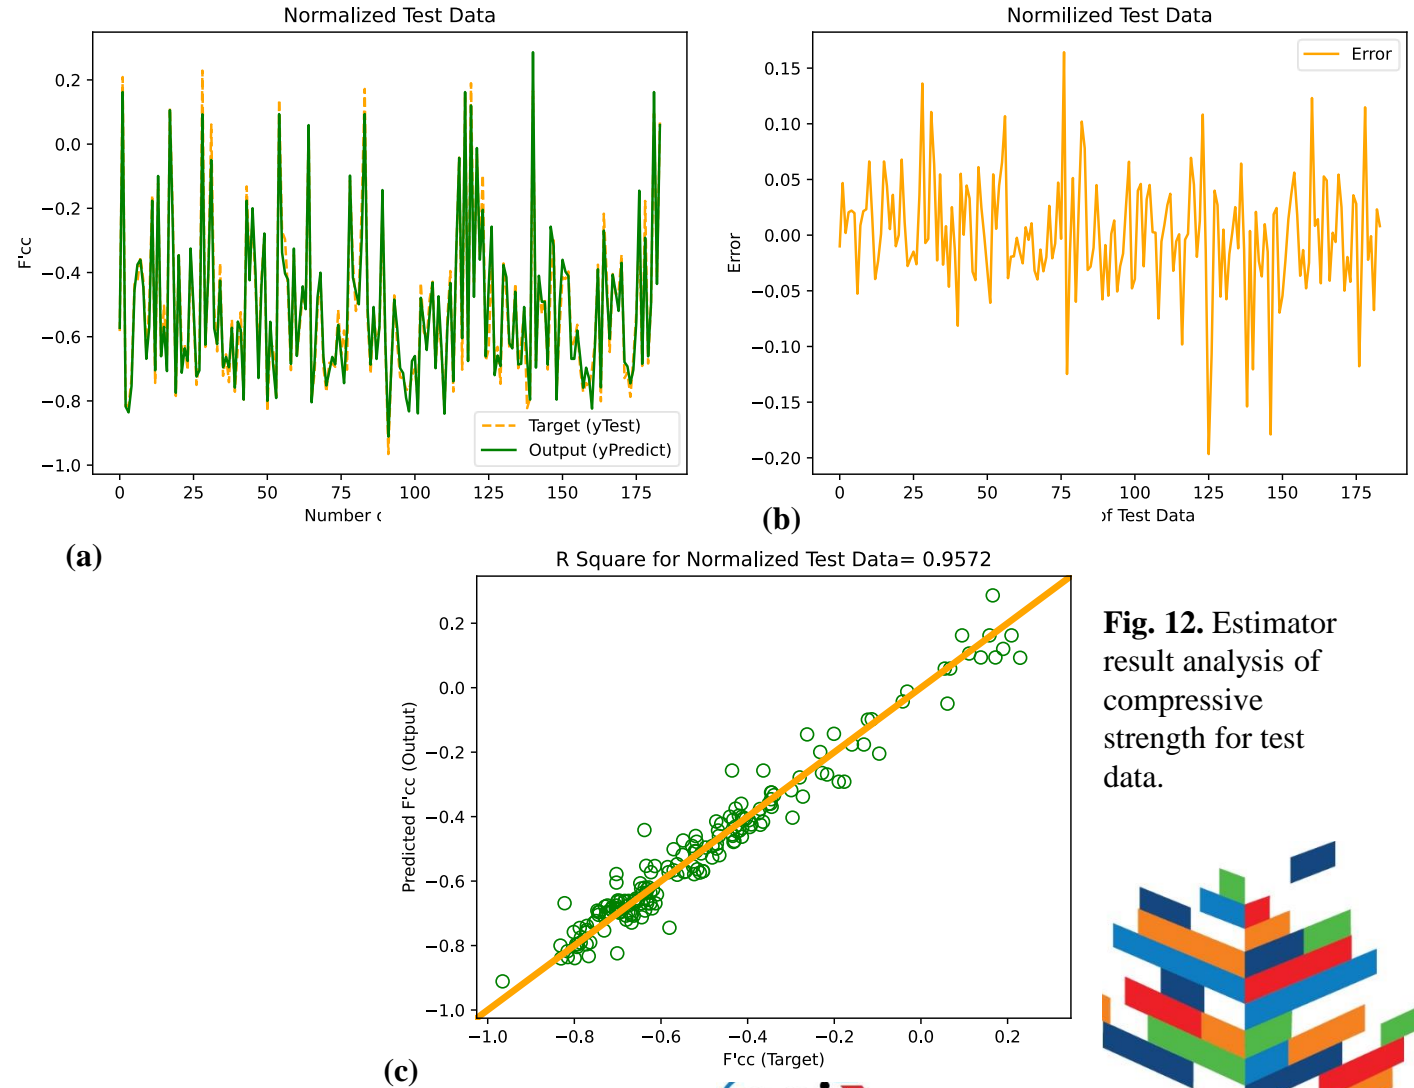 Normalized Test Data
0.2
0.0
−0.2
−0.4
−0.6
−0.8
−1.0
F'cc
Target (yTest)
Output (yPredict)
0 25 50 75 100 125 150 175
Number
(a)
Normilized Test Data
Error
0.15
0.10
0.05
0.00
−0.05
−0.10
−0.15
−0.20
Error
0 25 50 75 100 125 150 175
of Test Data
(b)
R Square for Normalized Test Data= 0.9572
0.2
0.0
−0.2
−0.4
−0.6
−0.8
−1.0
Predicted F'cc (Output)
−1.0 −0.8 −0.6 −0.4 −0.2 0.0 0.2
F'cc (Target)
(c)
Fig. 12. Estimator
result analysis of
compressive
strength for test
data.